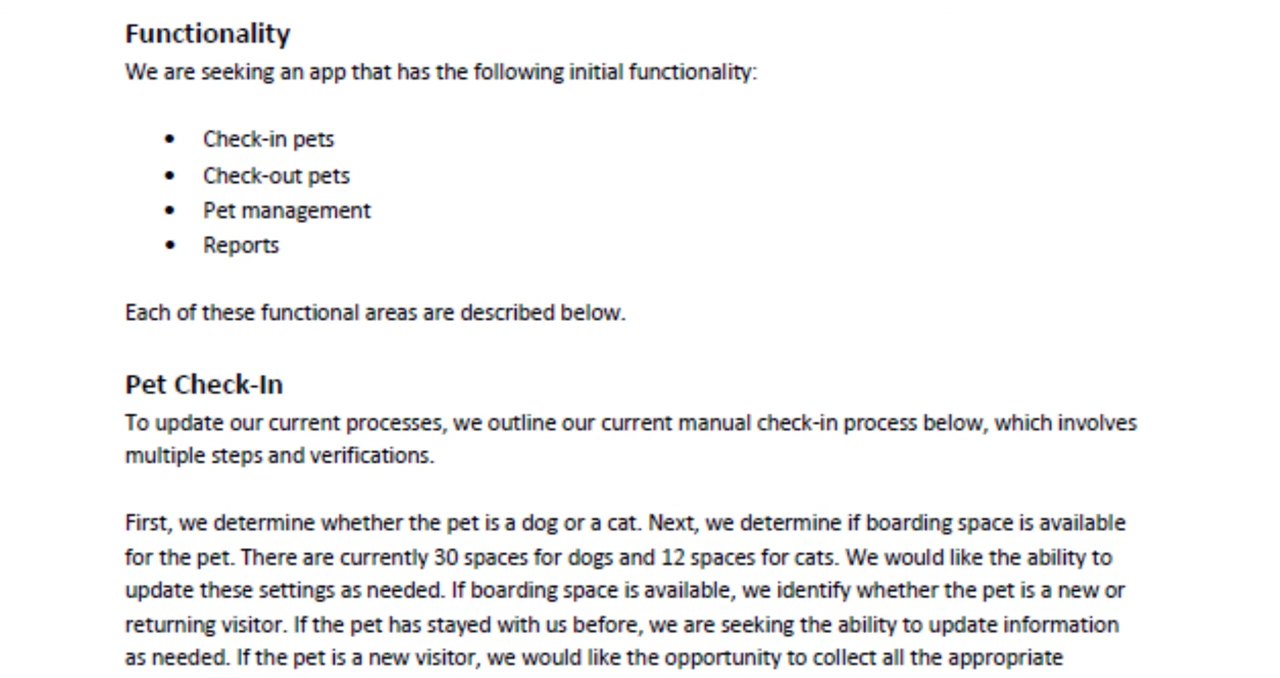 Functionality
We are seeking an app that has the following initial functionality:
• Check-in pets
• Check-out pets
• Pet management
• Reports
Each of these functional areas are described below.
Pet Check-In
To update our current processes, we outline our current manual check-in process below, which involves
multiple steps and verifications.
First, we determine whether the pet is a dog or a cat. Next, we determine if boarding space is available
for the pet. There are currently 30 spaces for dogs and 12 spaces for cats. We would like the ability to
update these settings as needed. If boarding space is available, we identify whether the pet is a new or
returning visitor. If the pet has stayed with us before, we are seeking the ability to update information
as needed. If the pet is a new visitor, we would like the opportunity to collect all the appropriate